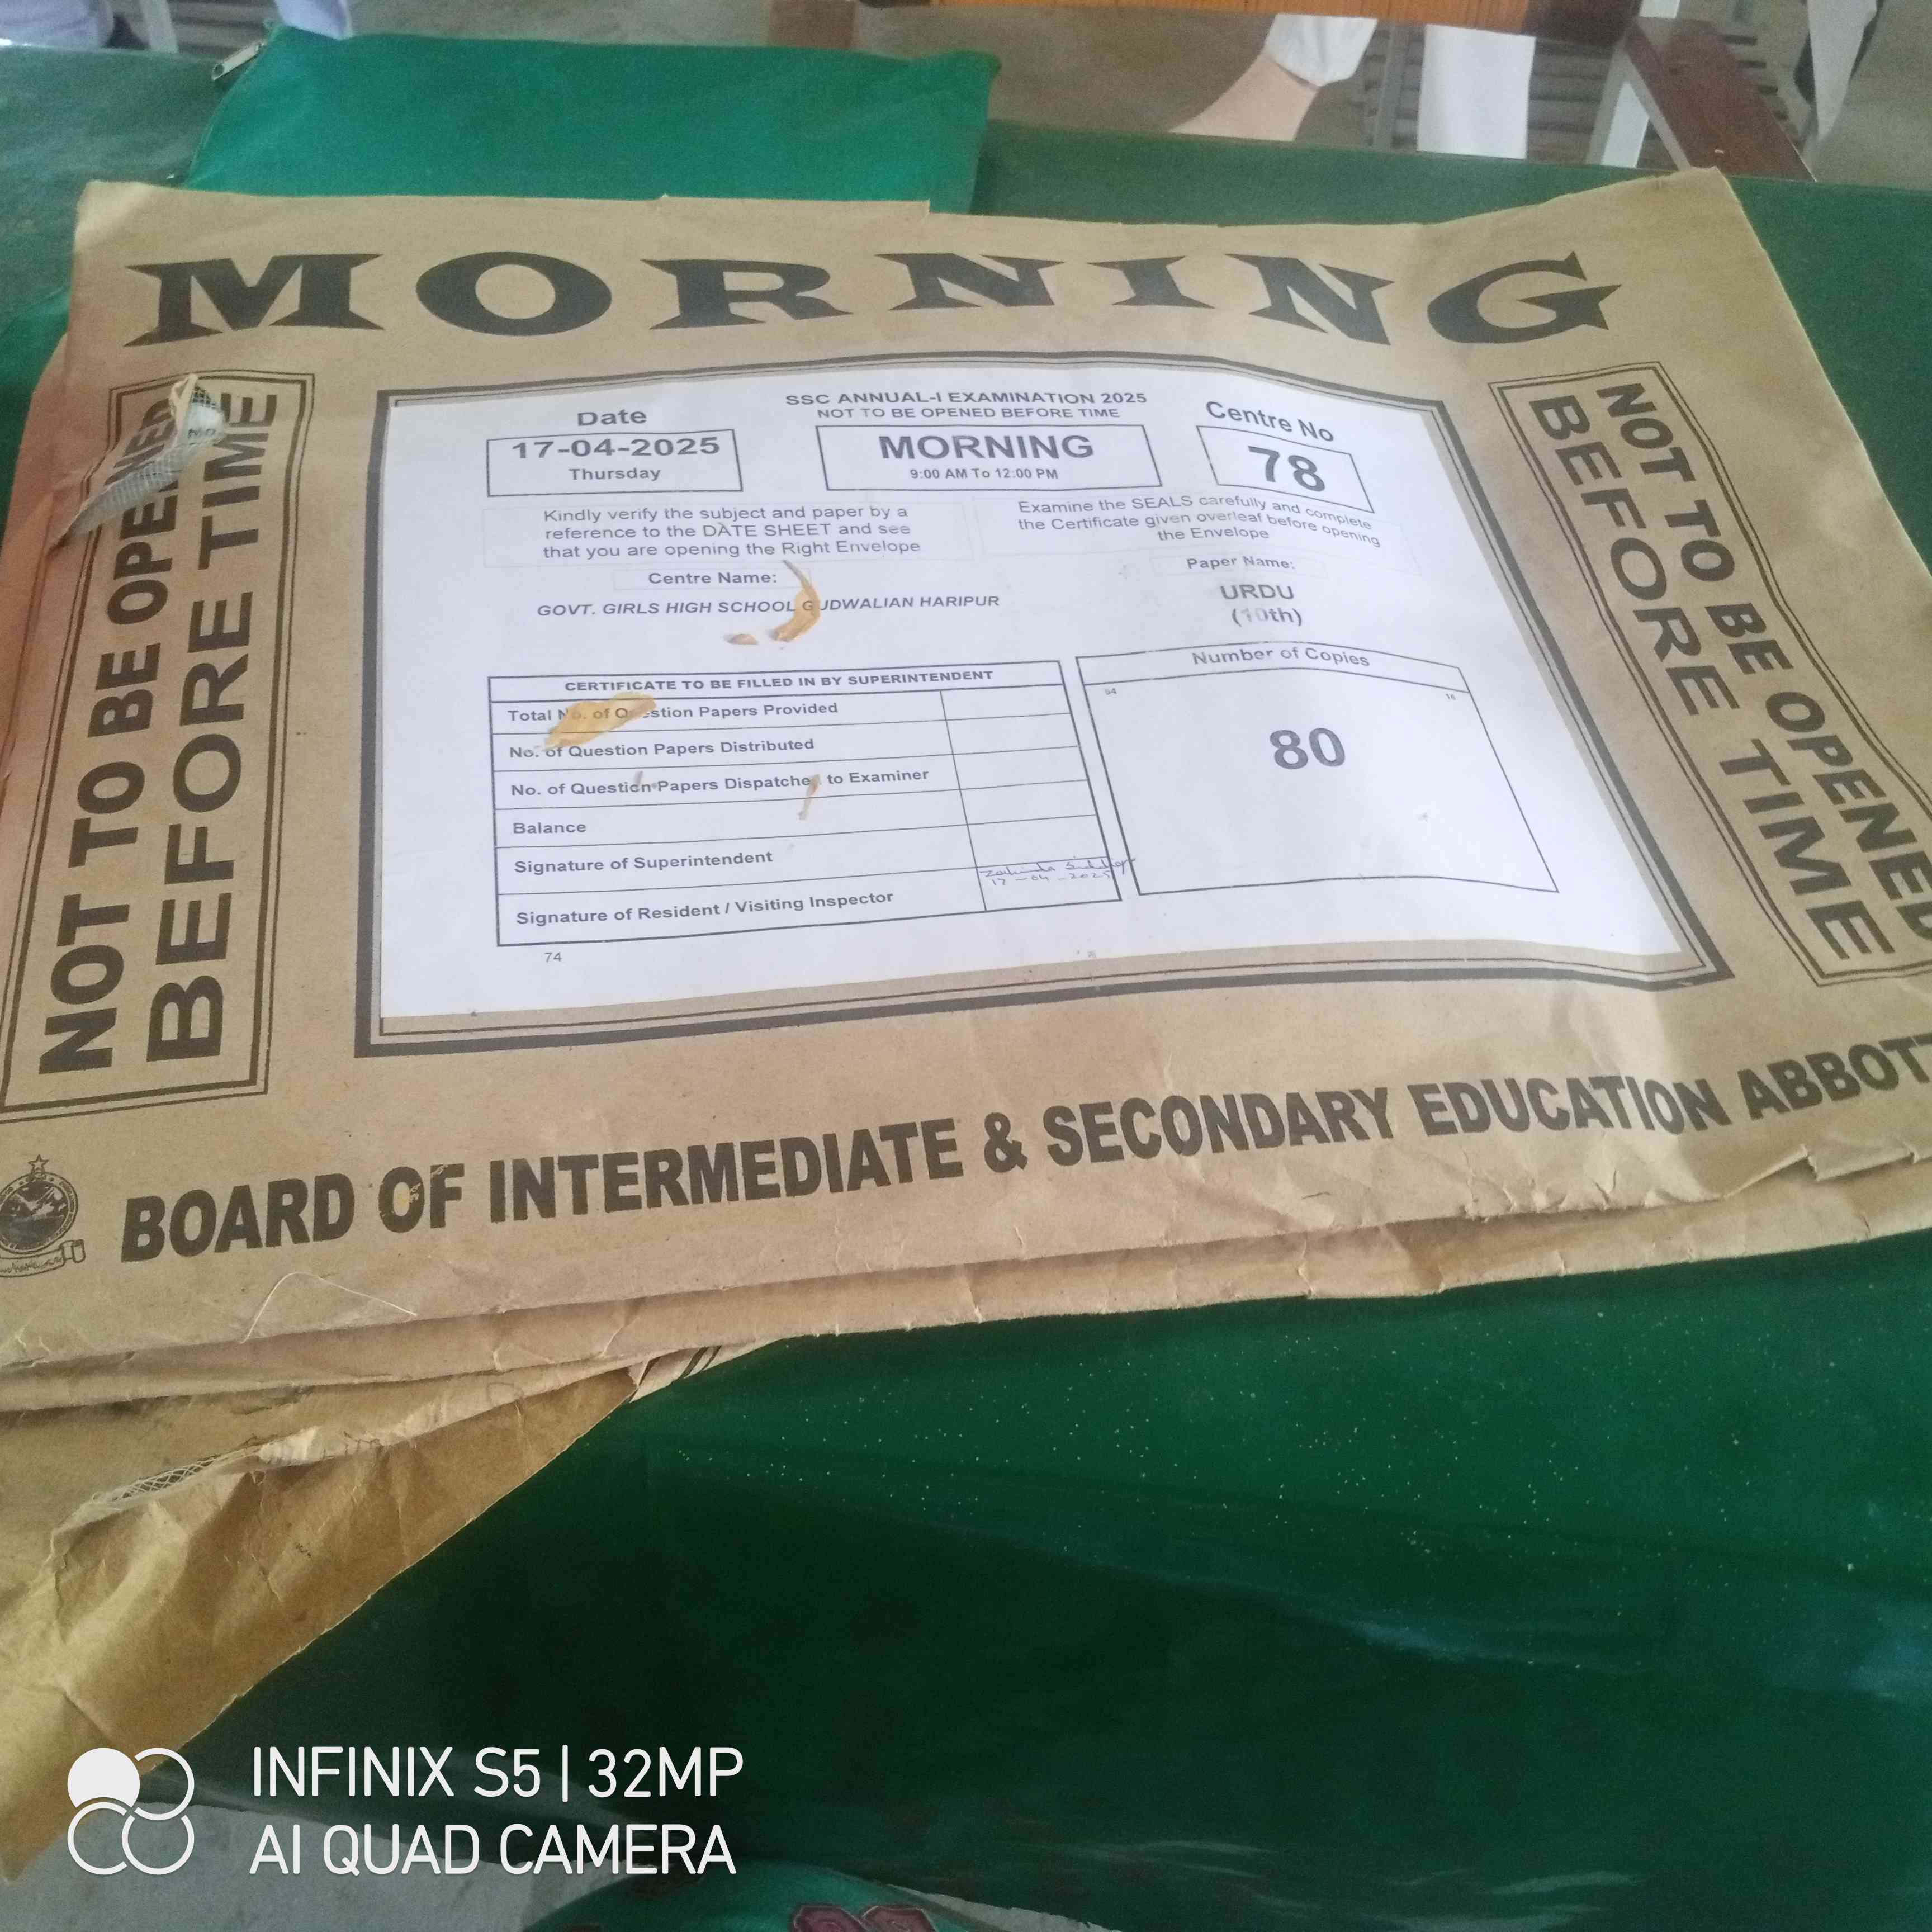 MORNING
NOT TO BE OPENED
BEFORE TIME
SSC ANNUAL-I EXAMINATION 2025
NOT TO BE OPENED BEFORE TIME
Date
17-04-2025
Thursday
MORNING
9:00 AM To 12:00 PM
Centre No
78
Kindly verify the subject and paper by a
reference to the DATE SHEET and see
that you are opening the Right Envelope
Examine the SEALS carefully and complete
the Certificate given overleaf before opening
the Envelope
Centre Name:
GOVT. GIRLS HIGH SCHOOL GUDWALIAN HARIPUR
Paper Name:
URDU
(10th)
CERTIFICATE TO BE FILLED IN BY SUPERINTENDENT
Total No. of Question Papers Provided
No. of Question Papers Distributed
No. of Question Papers Dispatched to Examiner
Balance
Signature of Superintendent
Signature of Resident / Visiting Inspector
17-04-2025
74
Number of Copies
64 16
80
NOT TO BE OPENED
BEFORE TIME
BOARD OF INTERMEDIATE & SECONDARY EDUCATION ABBOTT
INFINIX S5 | 32MP
AI QUAD CAMERA